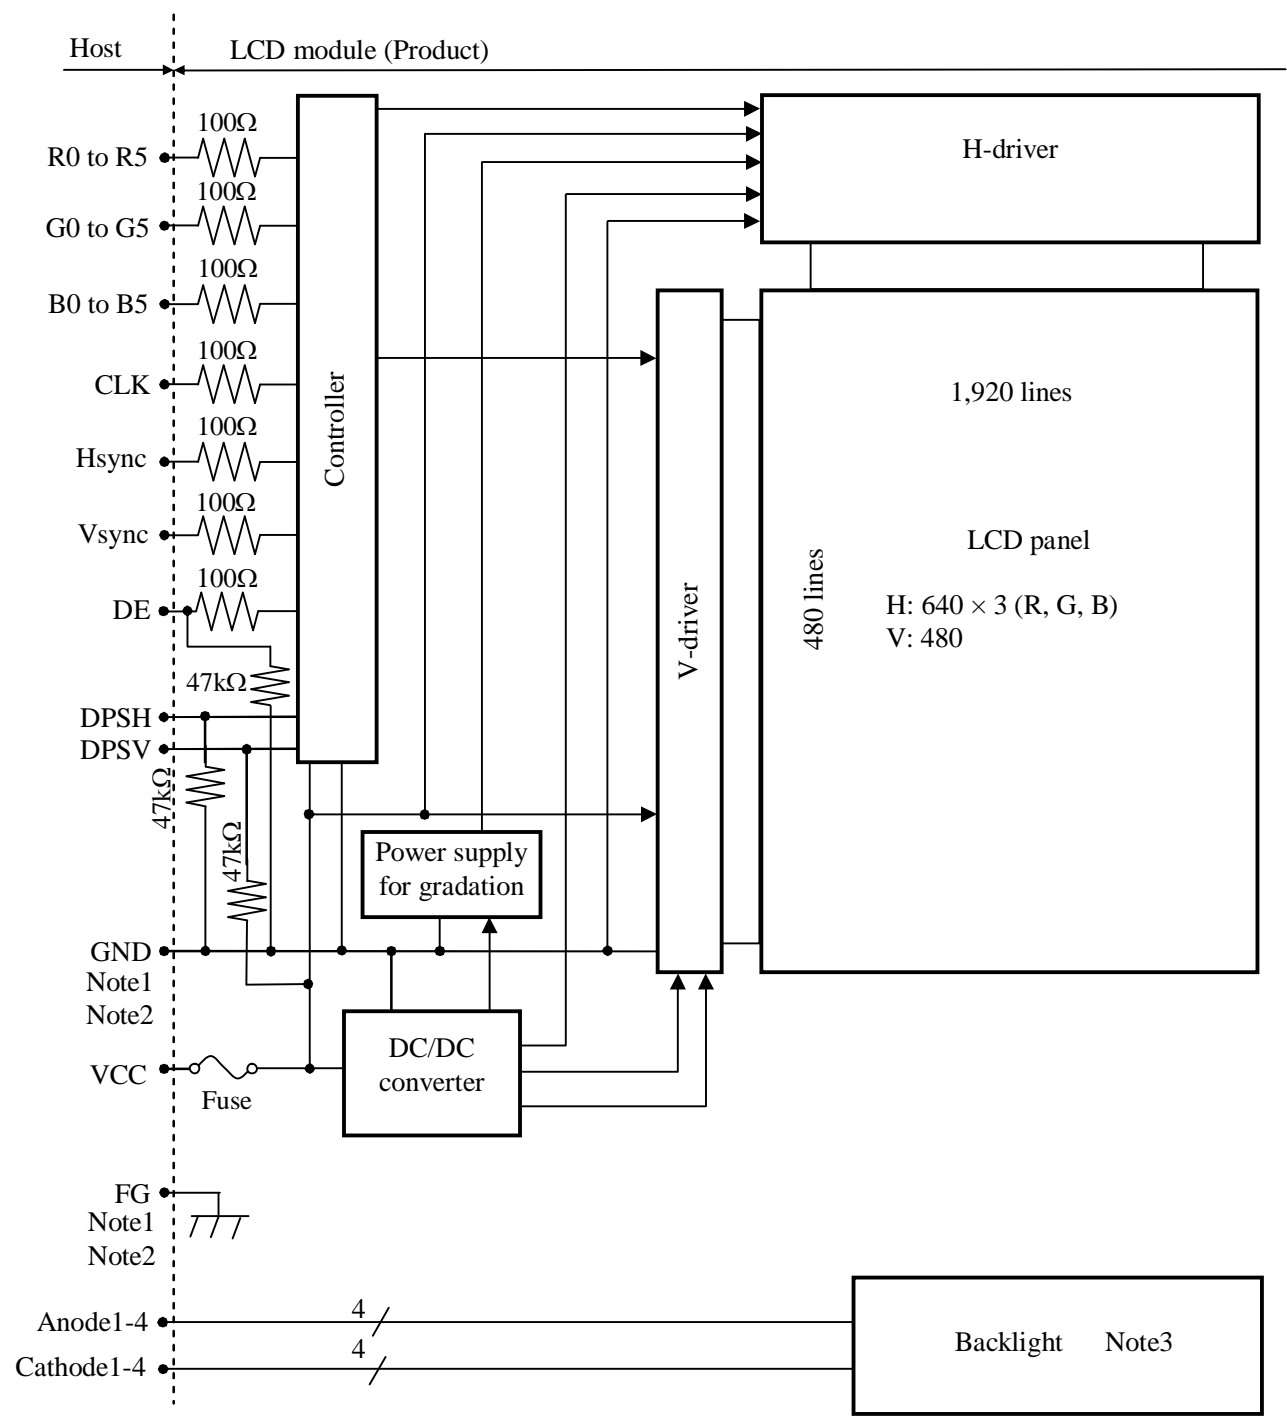 Host
LCD module (Product)
100Ω
R0 to R5
100Ω
G0 to G5
100Ω
B0 to B5
100Ω
CLK
100Ω
Hsync
100Ω
Vsync
100Ω
DE
47kΩ
DPSH
DPSV
47kΩ
47kΩ
Controller
H-driver
V-driver
1,920 lines
480 lines
LCD panel
H: 640 × 3 (R, G, B)
V: 480
Power supply
for gradation
GND
Note1
Note2
DC/DC
converter
VCC
Fuse
FG
Note1
Note2
Anode1-4
4
Cathode1-4
4
Backlight Note3